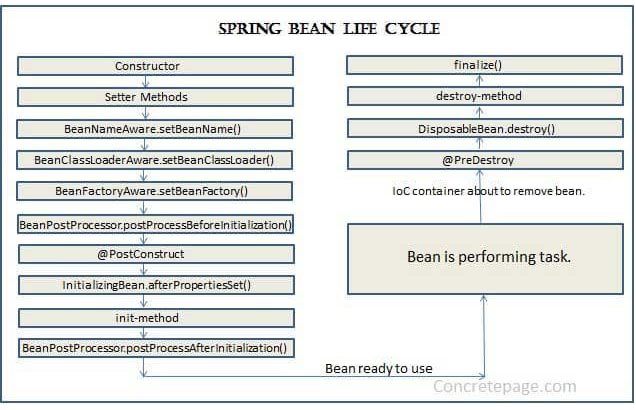 SPRING BEAN LIFE CYCLE
Constructor
Setter Methods
BeanNameAware.setBeanName()
BeanClassLoaderAware.setBeanClassLoader()
BeanFactoryAware.setBeanFactory()
BeanPostProcessor.postProcessBeforeInitialization()
@PostConstruct
InitializingBean.afterPropertiesSet()
init-method
BeanPostProcessor.postProcessAfterInitialization()
Bean ready to use
Bean is performing task.
IoC container about to remove bean.
@PreDestroy
DisposableBean.destroy()
destroy-method
finalize()
Concretepage.com